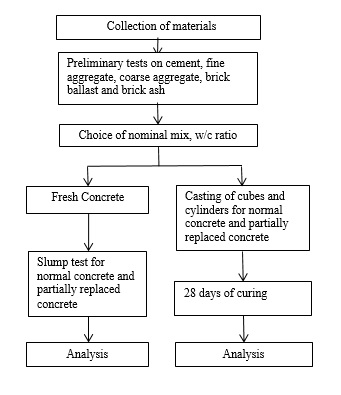 Collection of materials
Preliminary tests on cement, fine
aggregate, coarse aggregate, brick
ballast and brick ash
Choice of nominal mix, w/c ratio
Fresh Concrete
Slump test for
normal concrete and
partially replaced
concrete
Analysis
Casting of cubes and
cylinders for normal
concrete and partially
replaced concrete
28 days of curing
Analysis